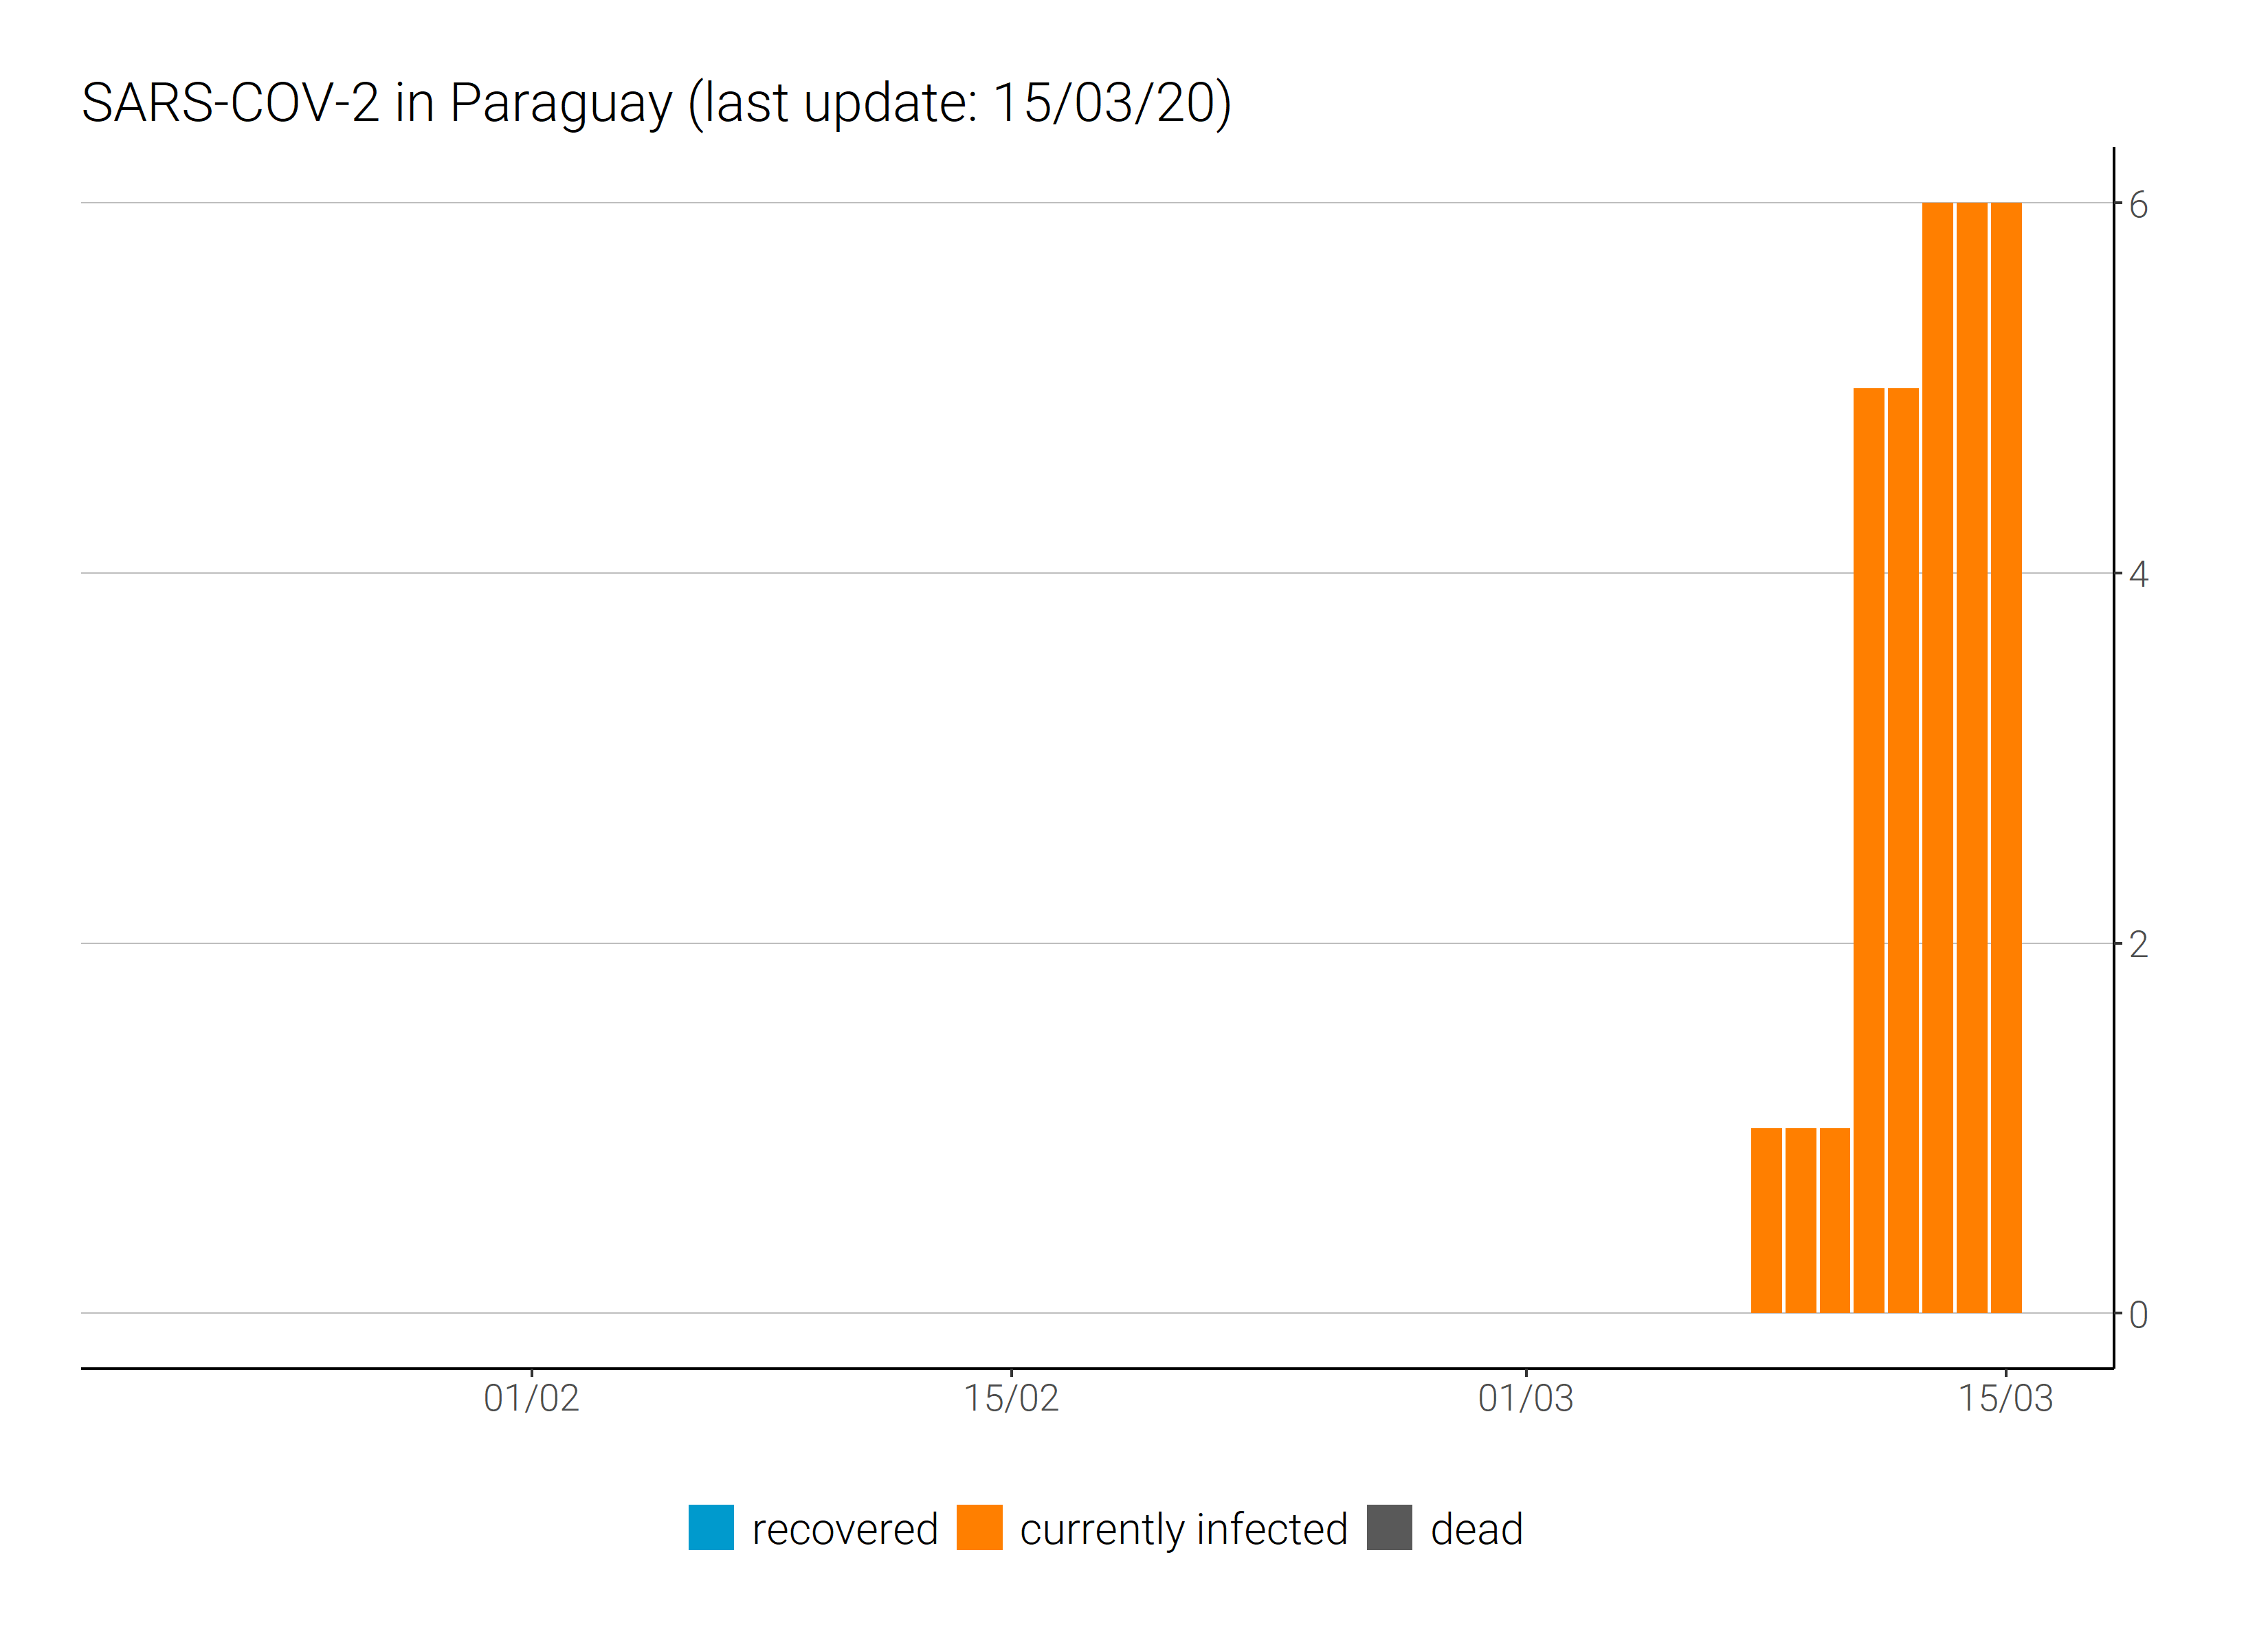 SARS-COV-2 in Paraguay (last update: 15/03/20)
6
4
2
0
01/02 15/02 01/03 15/03
recovered currently infected dead